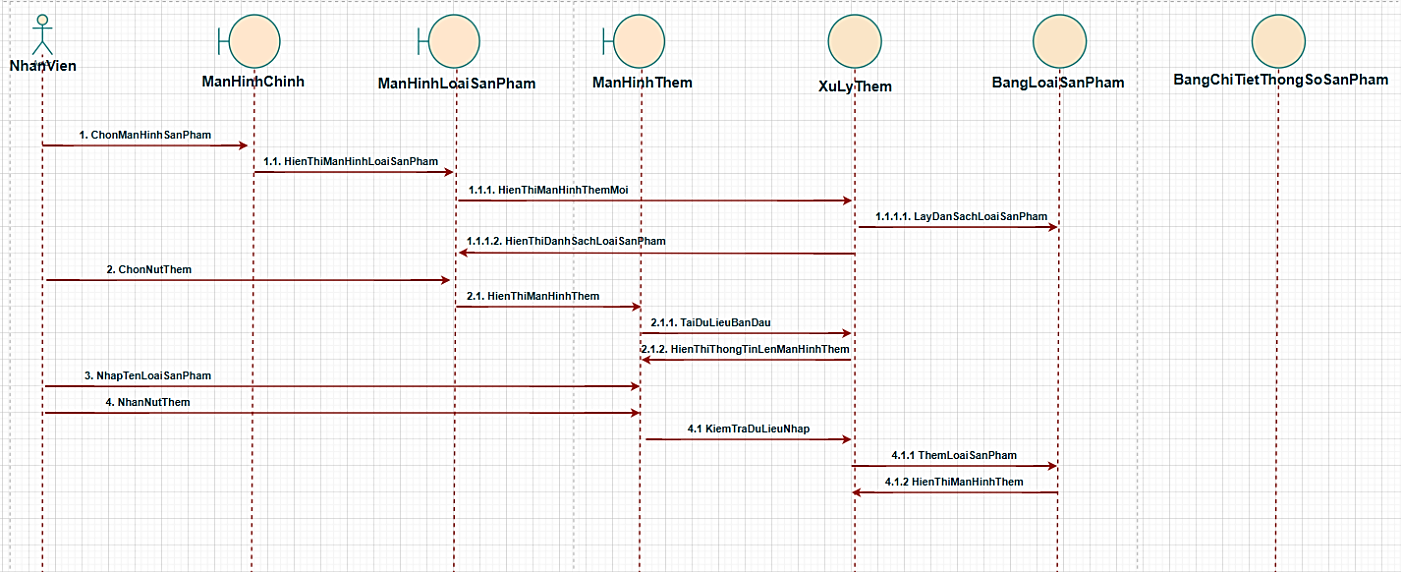 NhanVien
ManHinhChinh
ManHinhLoaiSanPham
ManHinhThem
XuLyThem
BangLoaiSanPham
BangChiTietThongSoSanPham
1. ChonManHinhSanPham
1.1. HienThiManHinhLoaiSanPham
1.1.1. HienThiManHinhThemMoi
1.1.1.1. LayDanSachLoaiSanPham
1.1.1.2. HienThiDanhSachLoaiSanPham
2. ChonNutThem
2.1. HienThiManHinhThem
2.1.1. TaiDuLieuBanDau
2.1.2. HienThiThongTinLenManHinhThem
3. NhapTenLoaiSanPham
4. NhanNutThem
4.1 KiemTraDuLieuNhap
4.1.1 ThemLoaiSanPham
4.1.2 HienThiManHinhThem